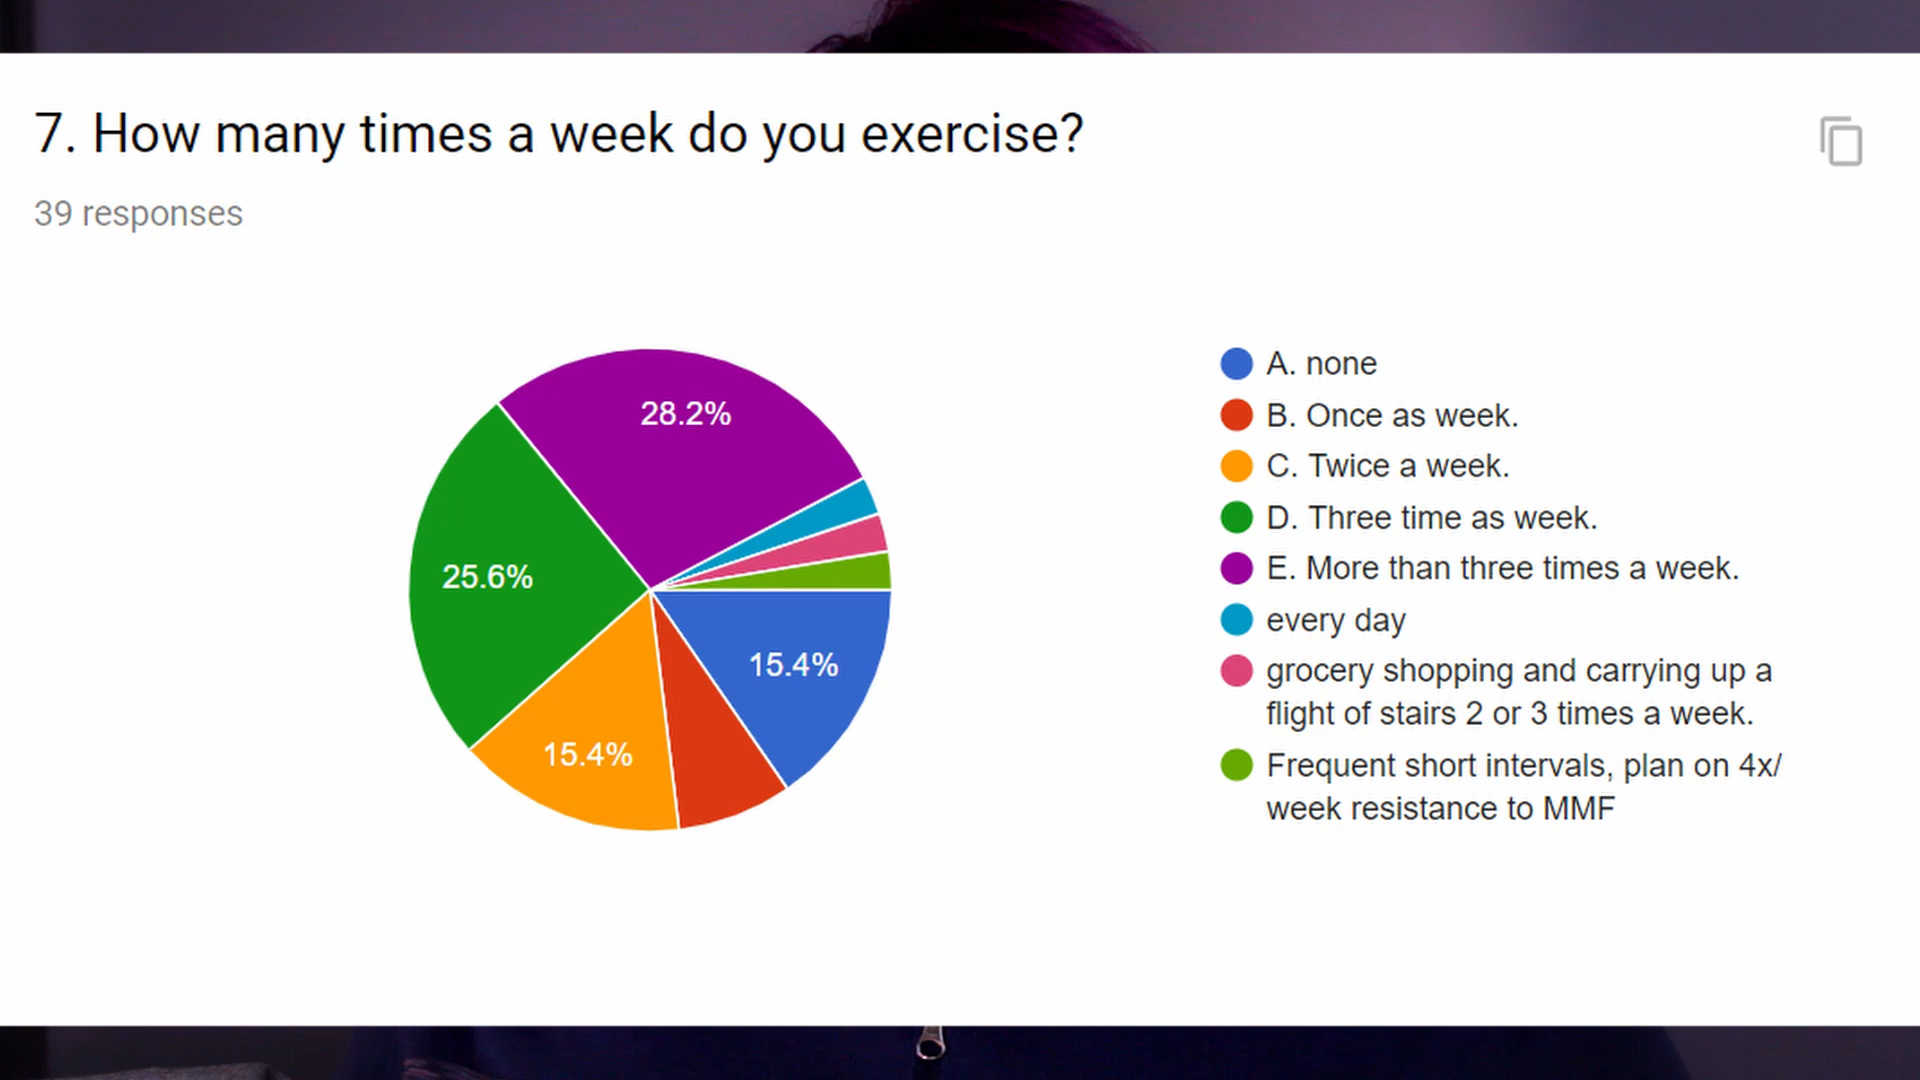 7. How many times a week do you exercise?
39 responses
28.2%
25.6%
15.4%
15.4%
A. none
B. Once as week.
C. Twice a week.
D. Three time as week.
E. More than three times a week.
every day
grocery shopping and carrying up a
flight of stairs 2 or 3 times a week.
Frequent short intervals, plan on 4x/
week resistance to MMF